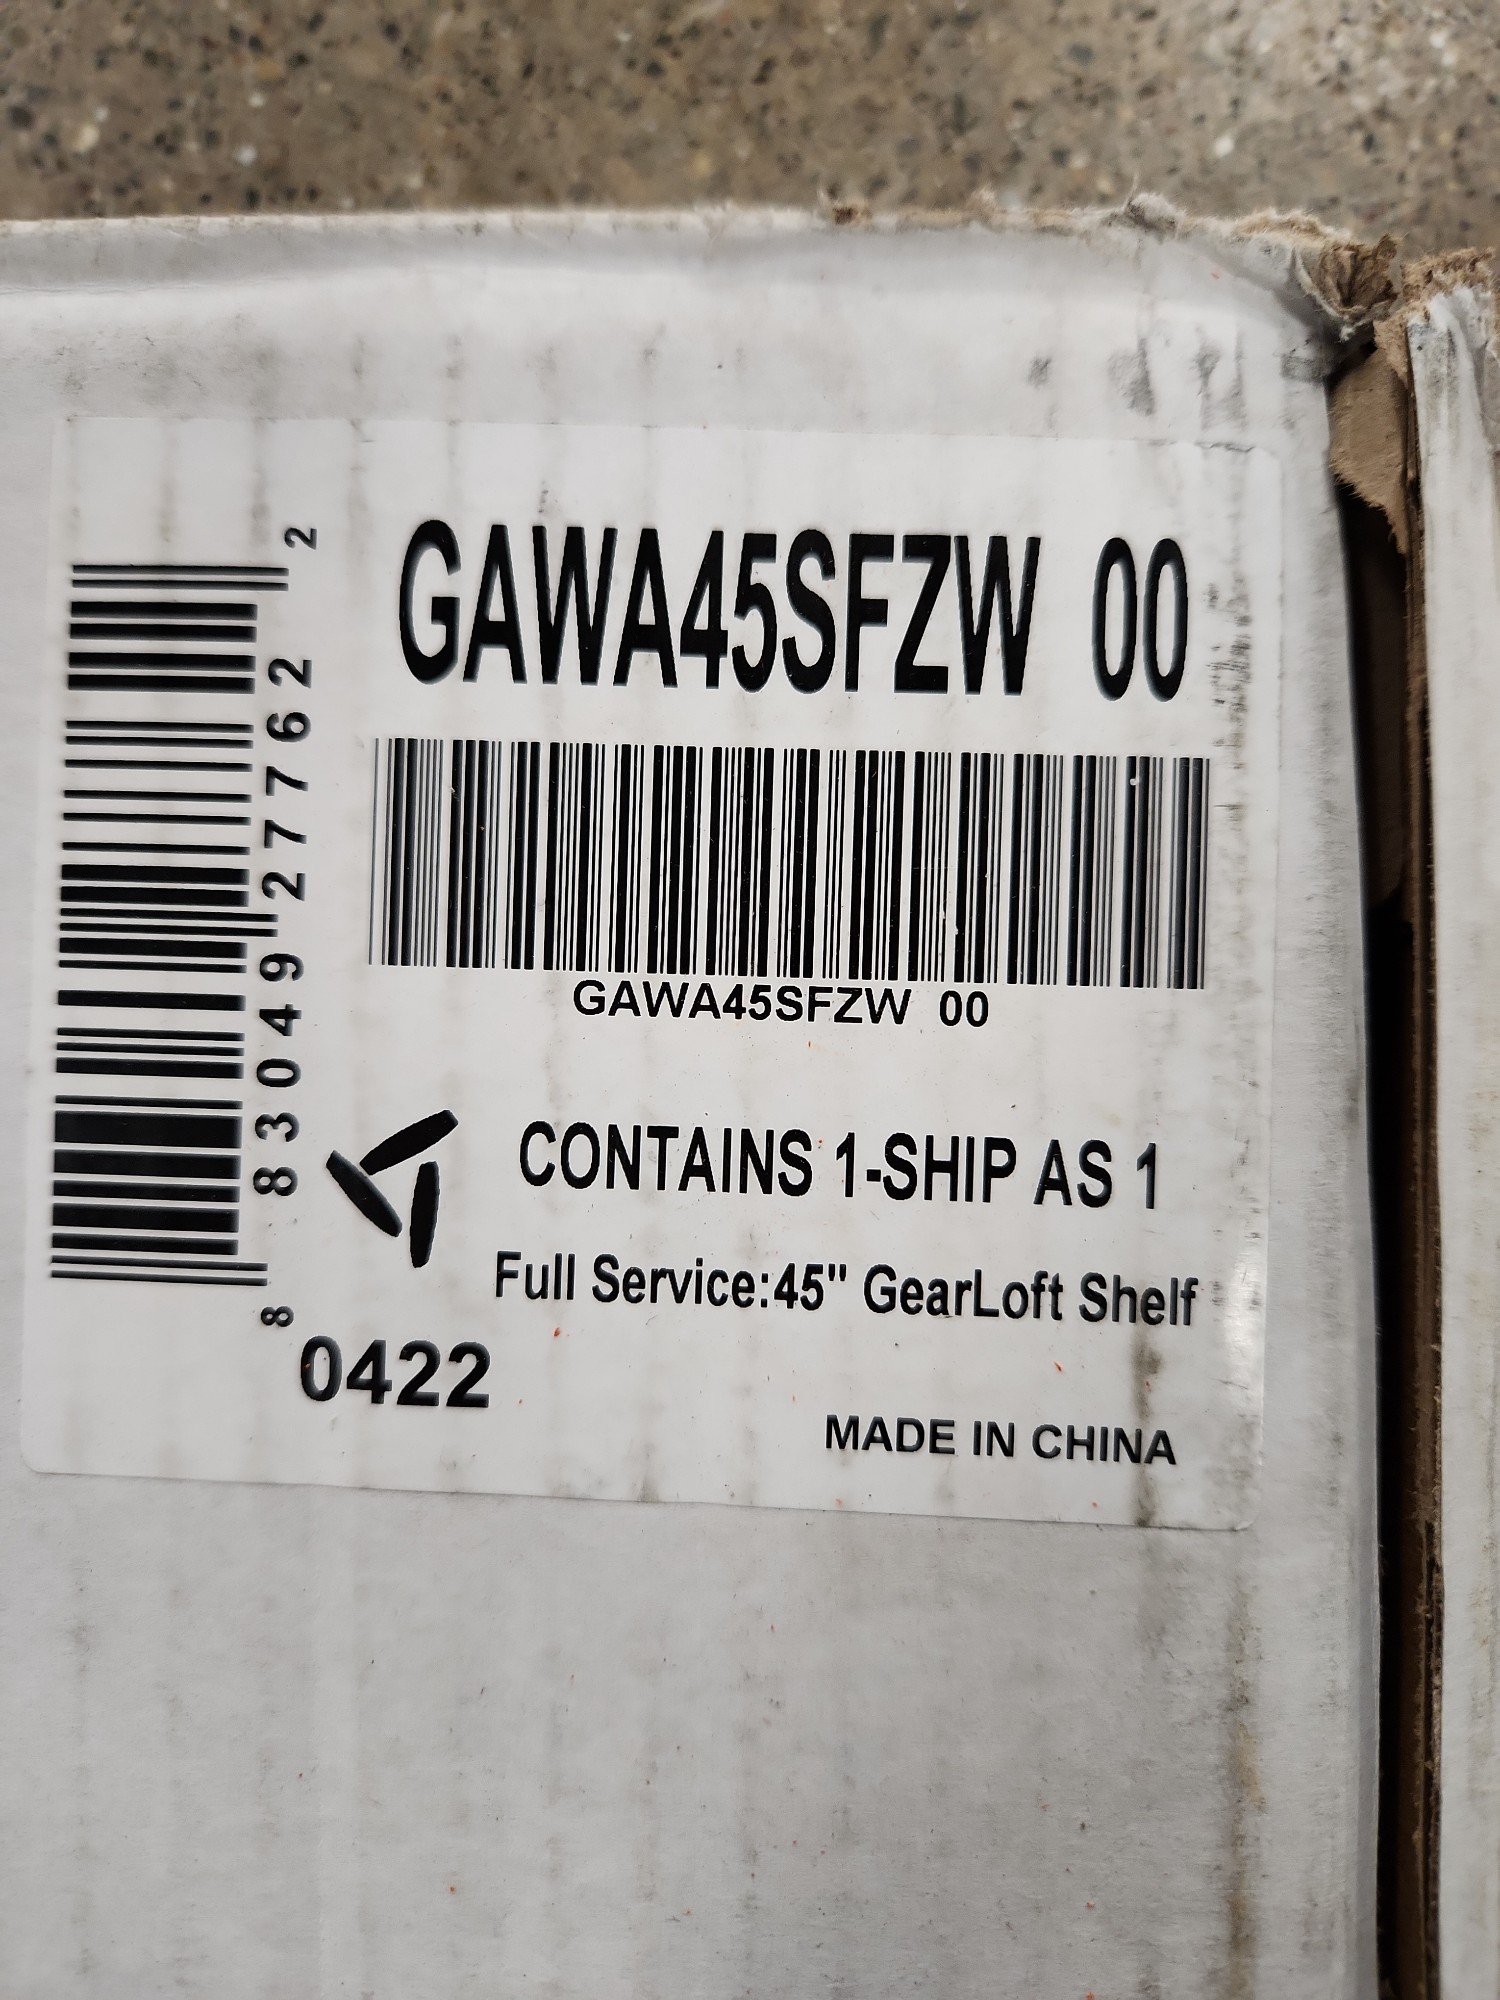 GAWA45SFZW 00
GAWA45SFZW 00
CONTAINS 1-SHIP AS 1
Full Service:45" GearLoft Shelf
0422
MADE IN CHINA
8 83049 27762 2